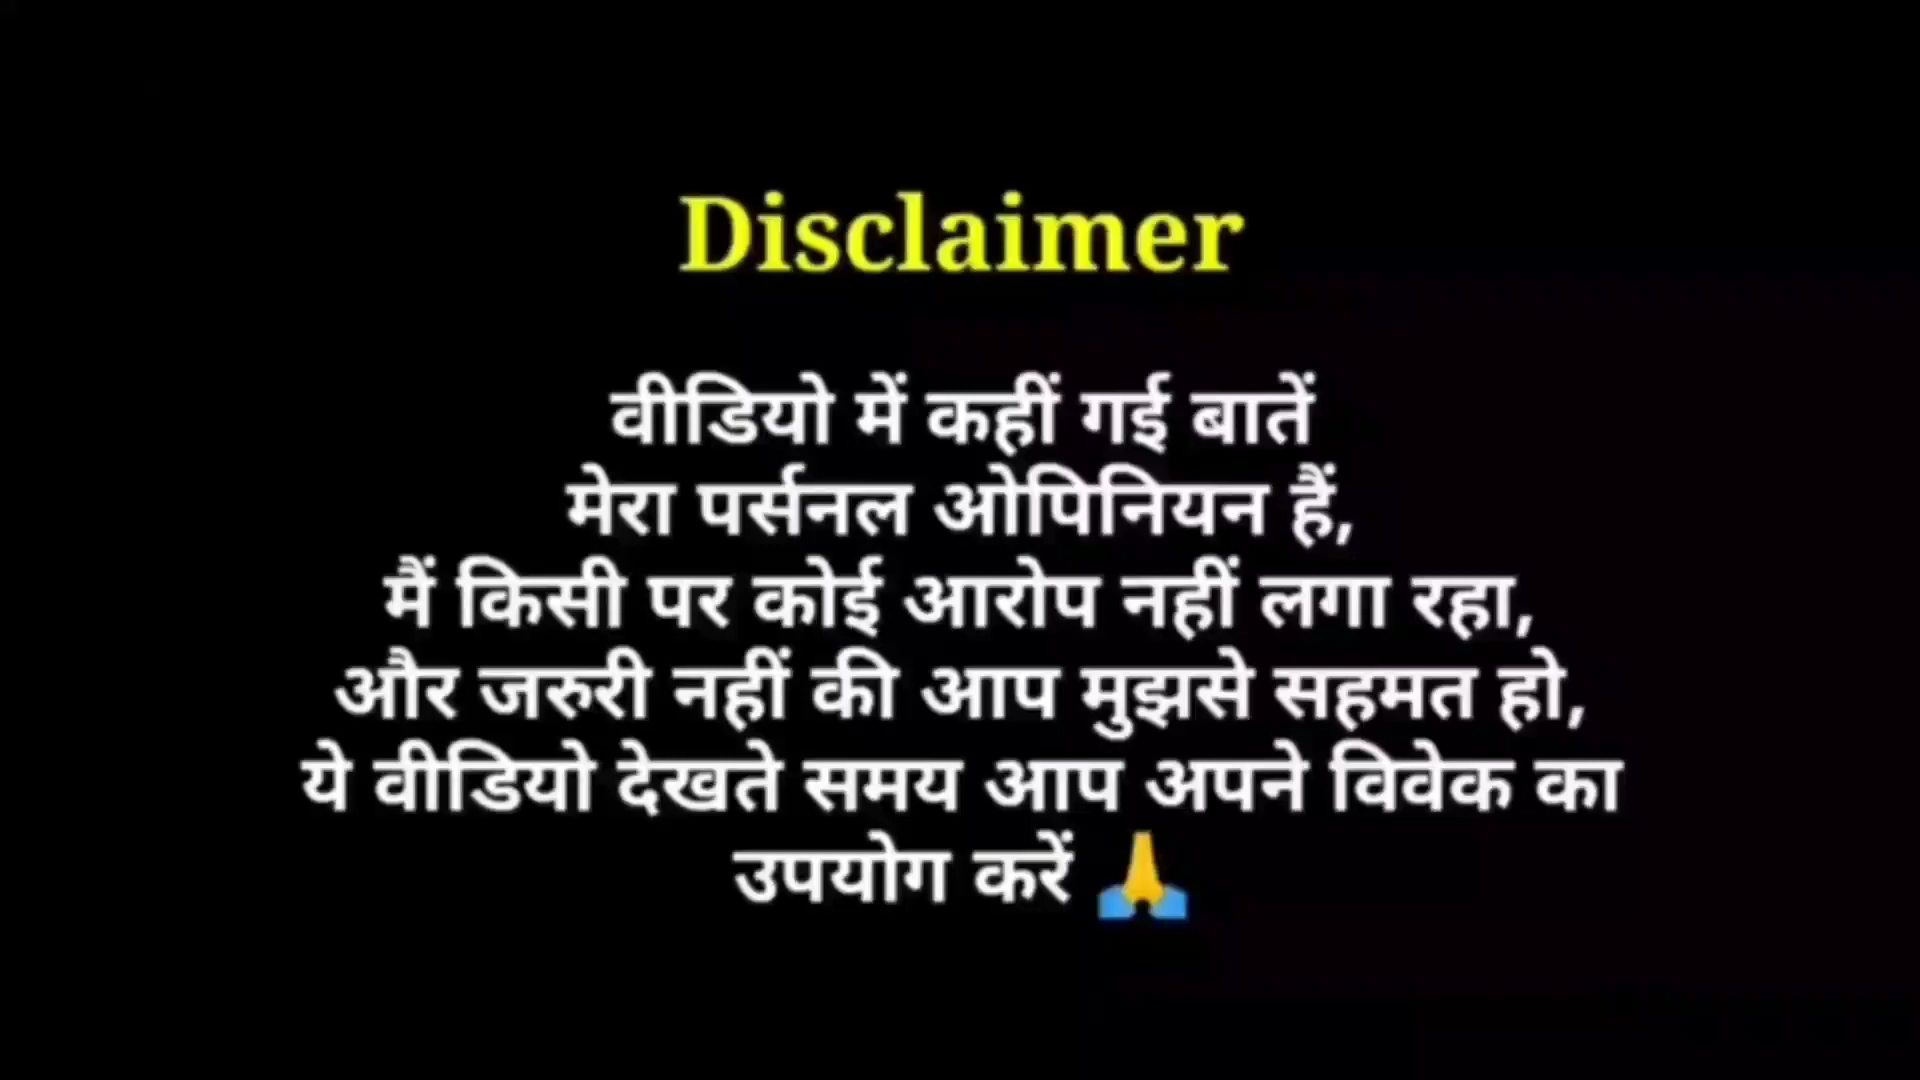 Disclaimer
वीडियो में कहीं गई बातें
मेरा पर्सनल ओपिनियन हैं,
मैं किसी पर कोई आरोप नहीं लगा रहा,
और जरुरी नहीं की आप मुझसे सहमत हो,
ये वीडियो देखते समय आप अपने विवेक का
उपयोग करें 🙏